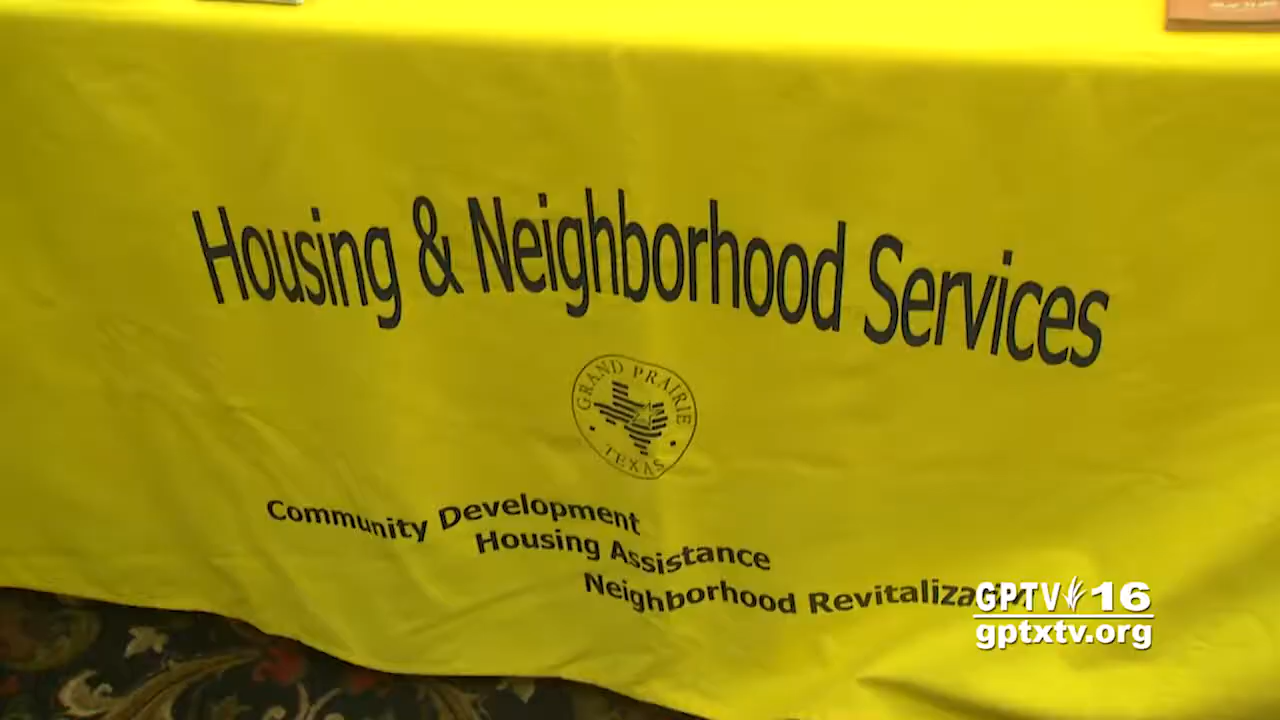 Housing & Neighborhood Services
GRAND PRAIRIE
TEXAS
Community Development
Housing Assistance
Neighborhood
GPTV 16
gptxtv.org